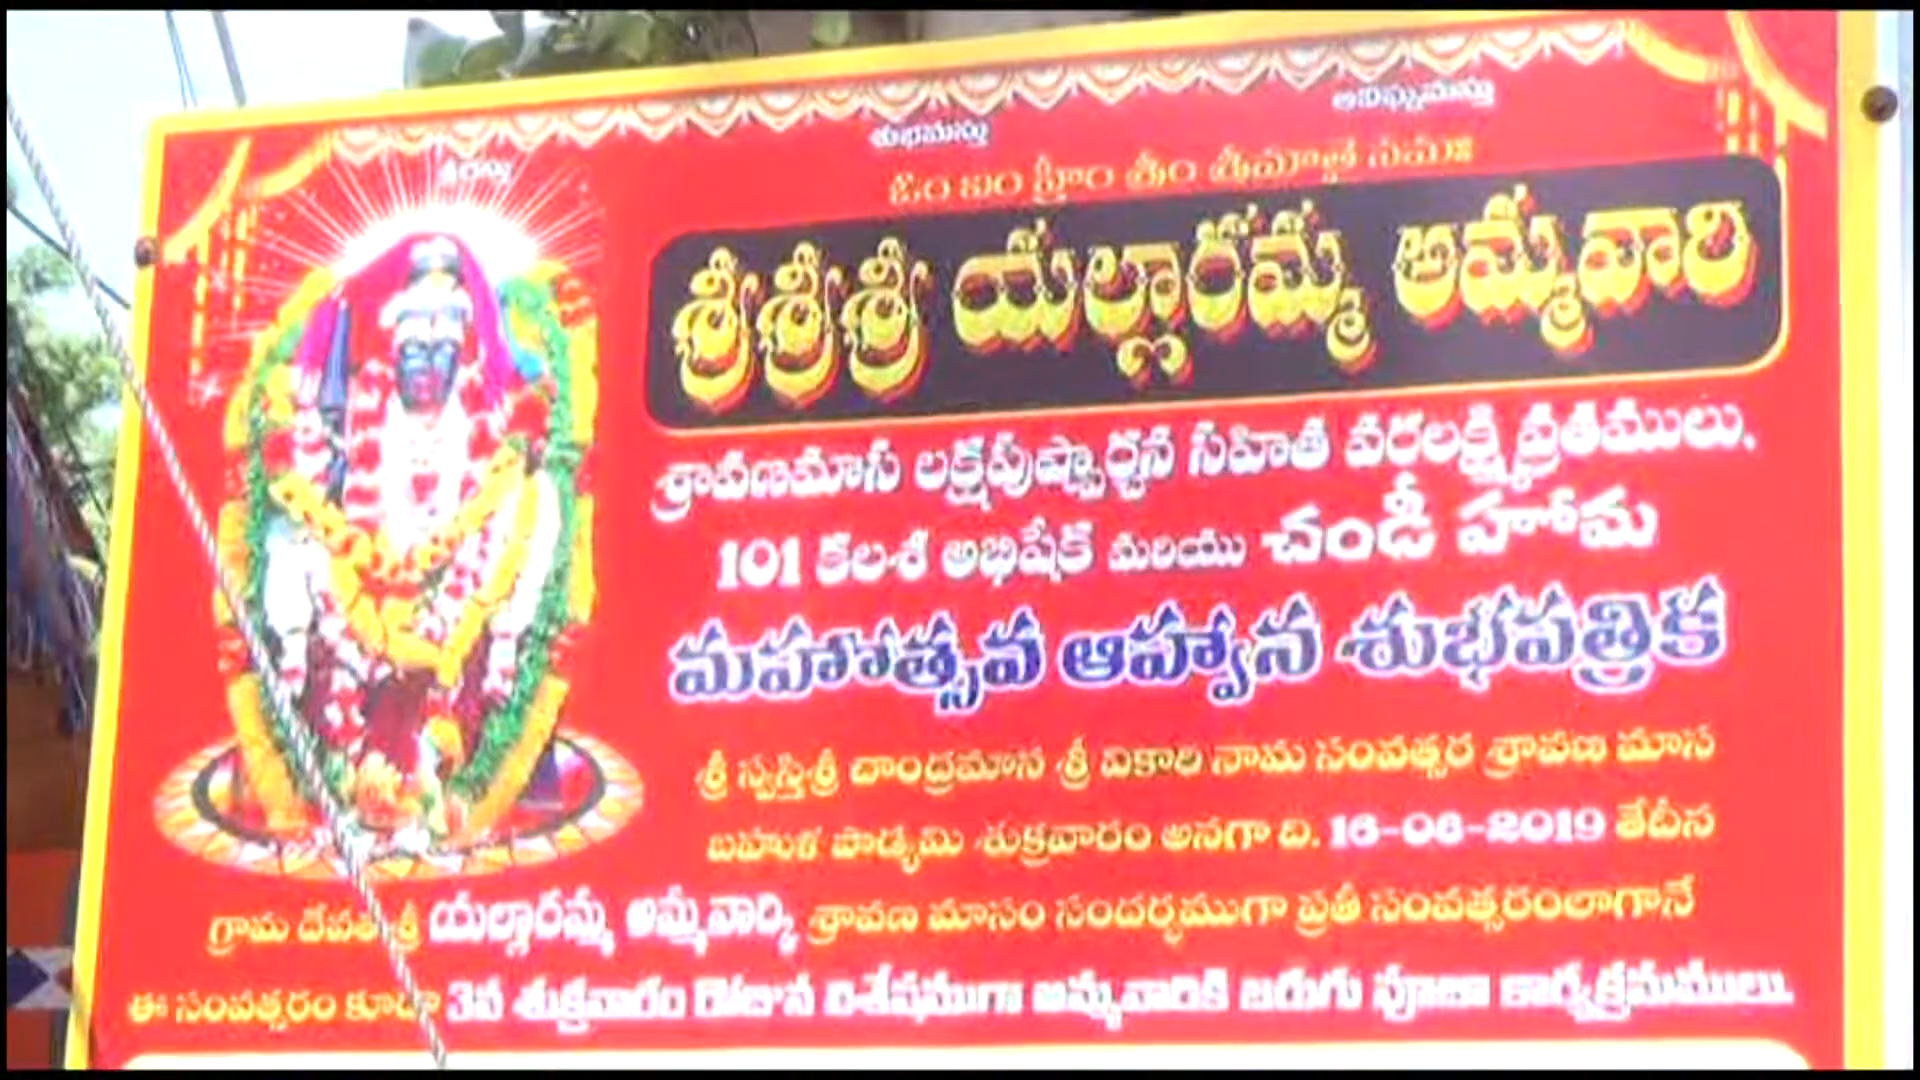 శ్రీరస్తు
శుభమస్తు
అవిఘ్నమస్తు
ఓం ఐం హ్రీం శ్రీం శ్రీమాత్రే నమః
శ్రీశ్రీశ్రీ యల్లారమ్మ అమ్మవారి
శ్రావణమాస లక్షపుష్పార్చన సహిత వరలక్ష్మీవ్రతములు,
101 కలశ అభిషేక మరియు చండీ హోమ
మహోత్సవ ఆహ్వాన శుభపత్రిక
శ్రీ స్వస్తిశ్రీ చాంద్రమాన శ్రీ వికారి నామ సంవత్సర శ్రావణ మాస
బహుళ పాడ్యమి శుక్రవారం అనగా ది. 16-08-2019 తేదీన
గ్రామ దేవత శ్రీ యల్లారమ్మ అమ్మవార్కి శ్రావణ మాసం సందర్భముగా ప్రతీ సంవత్సరంలాగానే
ఈ సంవత్సరం కూడా 3వ శుక్రవారం రోజున విశేషముగా అమ్మవారికి జరుగు పూజా కార్యక్రమములు.